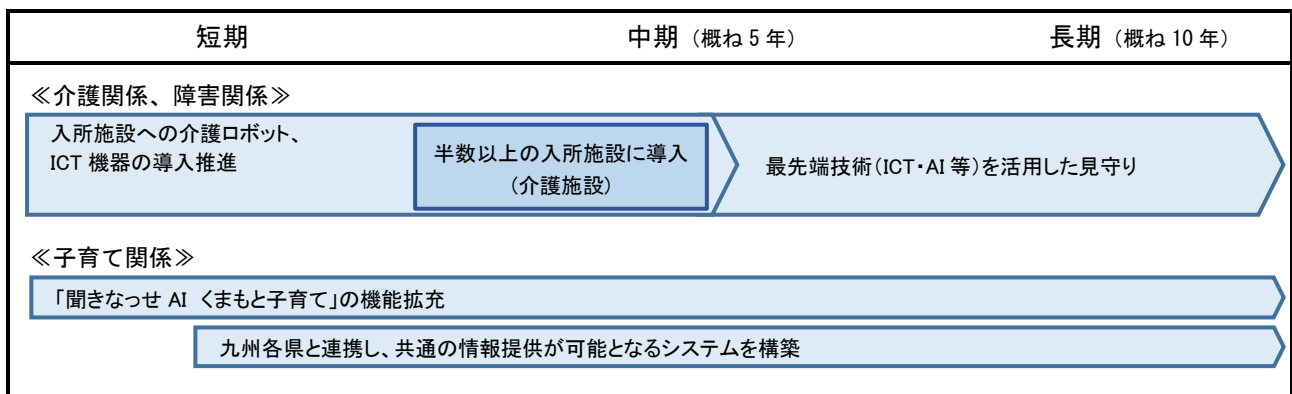 短期 中期（概ね 5 年） 長期（概ね 10 年）
≪介護関係、障害関係≫
入所施設への介護ロボット、
ICT 機器の導入推進
半数以上の入所施設に導入
（介護施設）
最先端技術（ICT・AI 等）を活用した見守り
≪子育て関係≫
「聞きなっせ AI くまもと子育て」の機能拡充
九州各県と連携し、共通の情報提供が可能となるシステムを構築